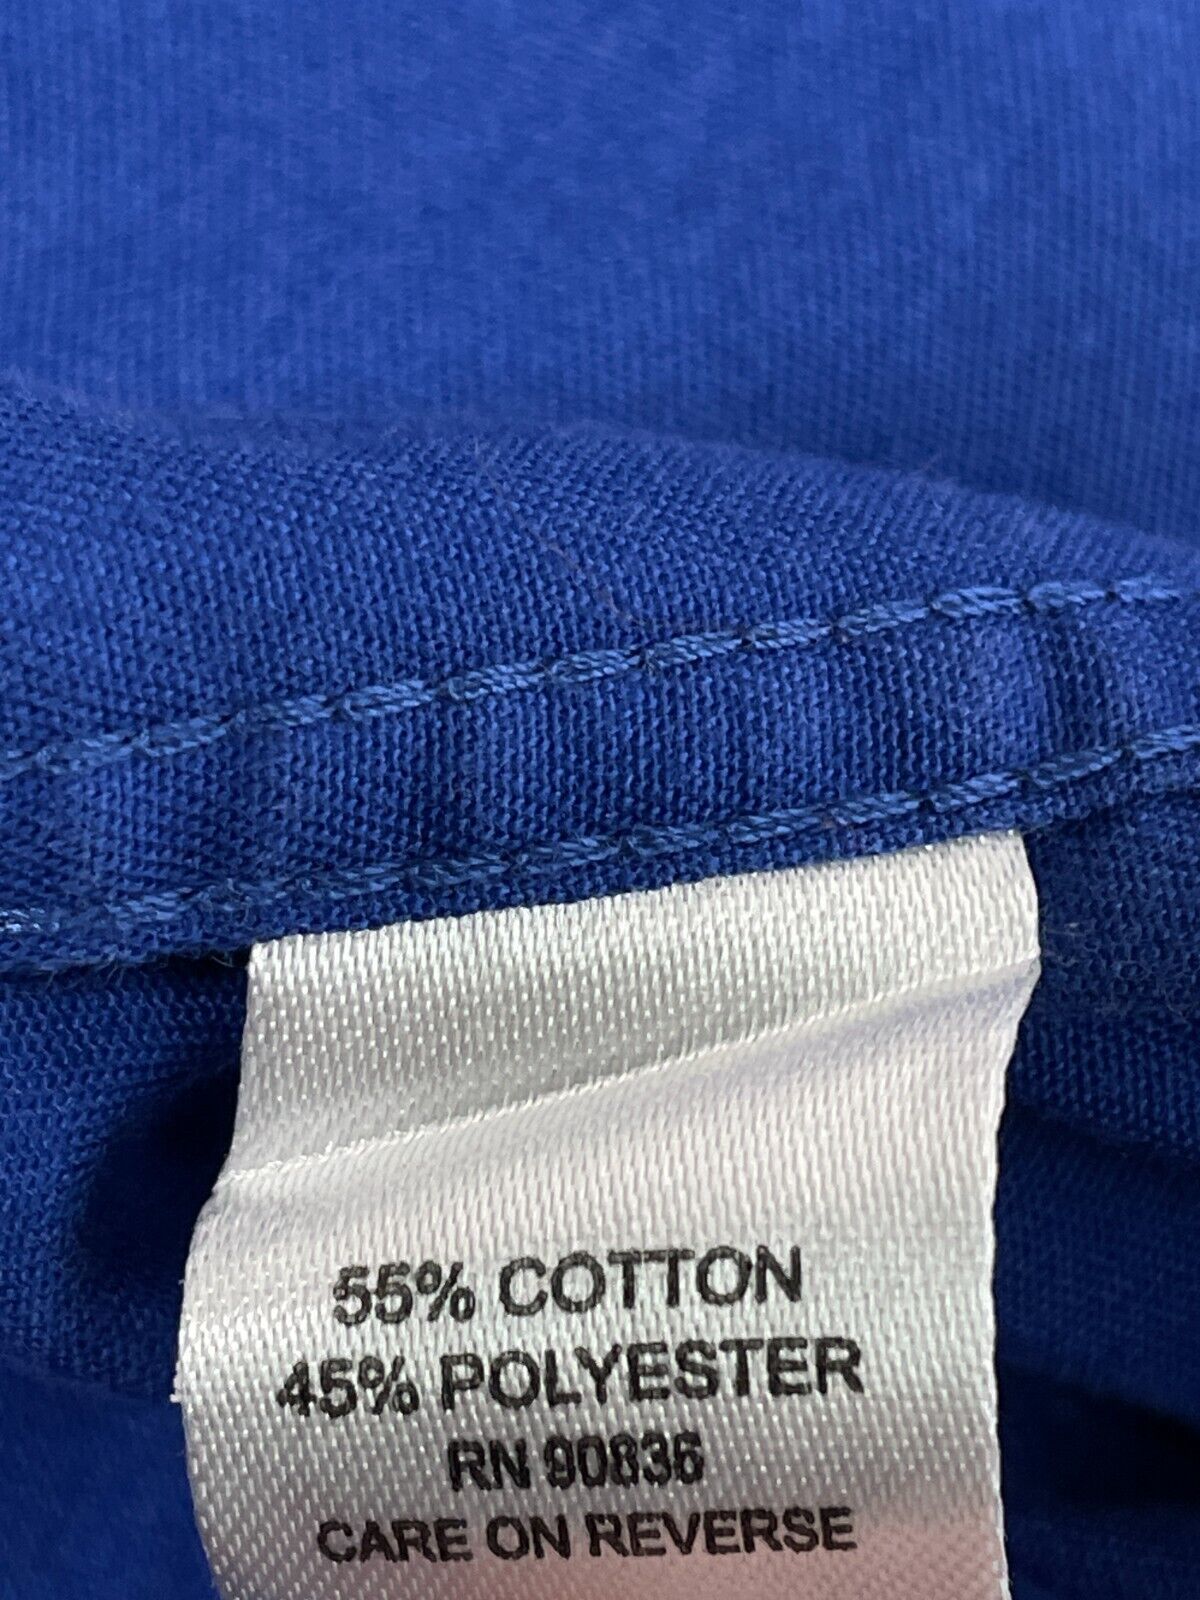 55% COTTON
45% POLYESTER
RN 90836
CARE ON REVERSE